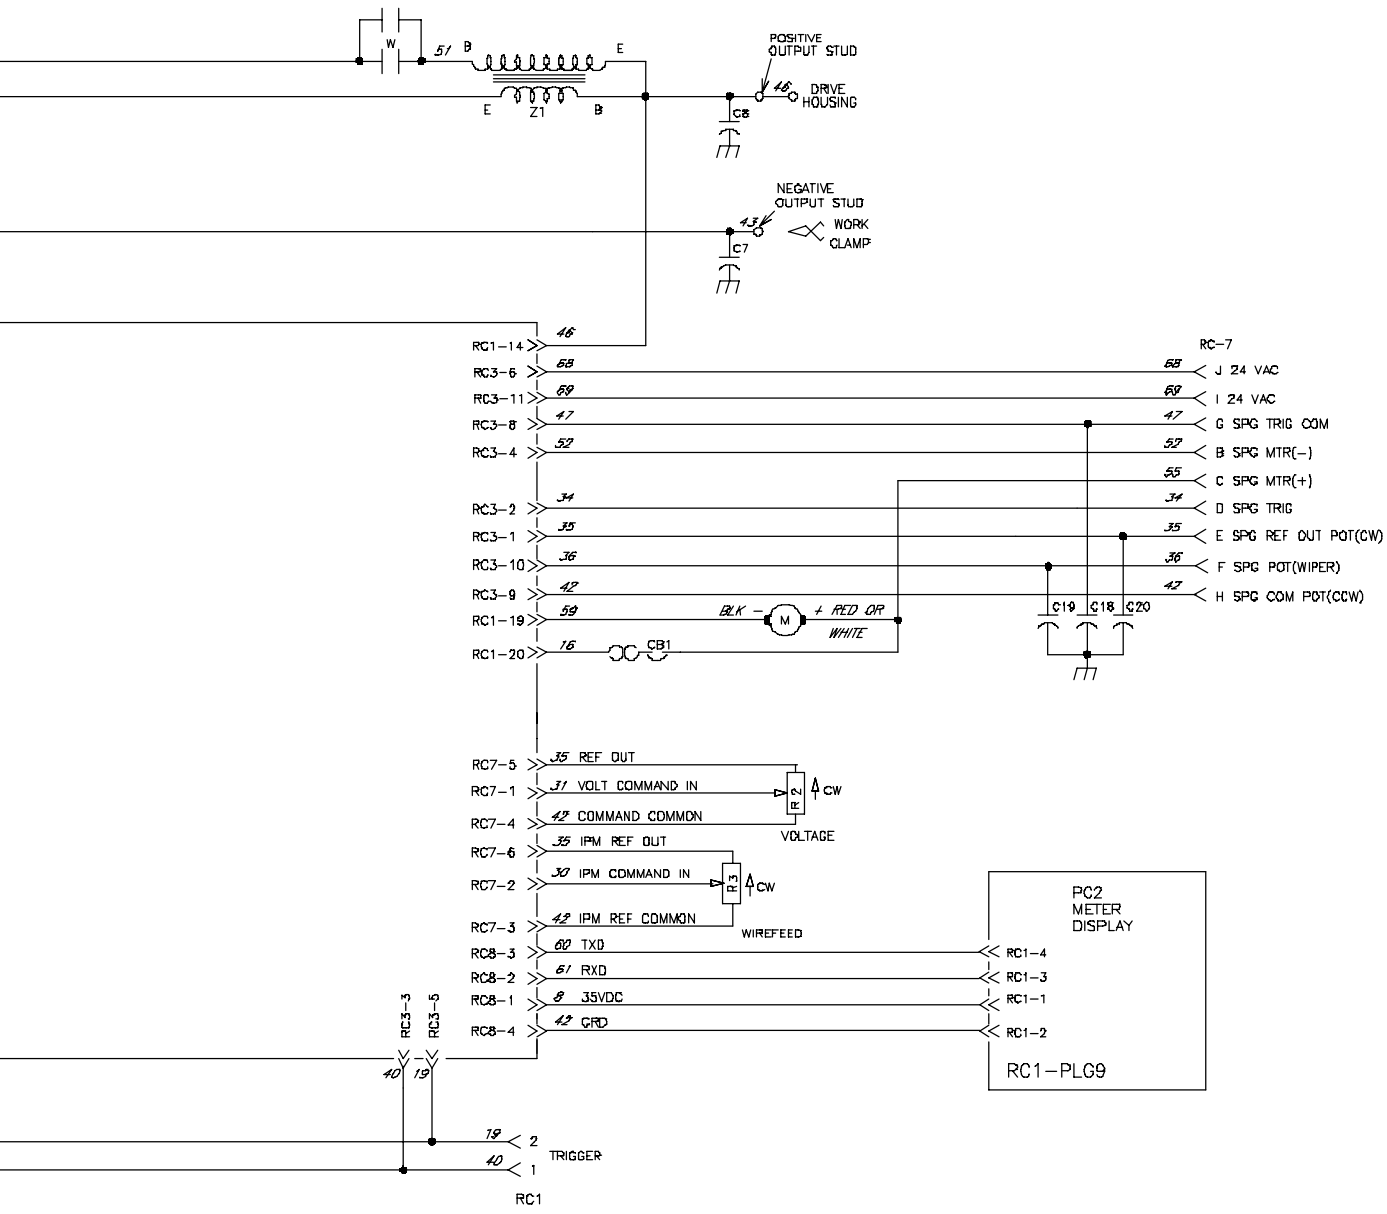 W
51
B
E
POSITIVE
OUTPUT STUD
46
DRIVE
HOUSING
E
Z1
B
C8
NEGATIVE
OUTPUT STUD
43
WORK
CLAMP
C7
46
RC1-14
RC-7
RC3-6
68
68
J 24 VAC
RC3-11
69
69
I 24 VAC
RC3-8
47
47
G SPG TRIG COM
RC3-4
52
52
B SPG MTR(-)
55
C SPG MTR(+)
RC3-2
34
34
D SPG TRIG
RC3-1
35
35
E SPG REF OUT POT(CW)
RC3-10
36
36
F SPG POT(WIPER)
RC3-9
42
42
H SPG COM POT(CCW)
C19
C18
C20
RC1-19
59
BLK -
M
+ RED OR
WHITE
RC1-20
16
CB1
RC7-5
35 REF OUT
RC7-1
31 VOLT COMMAND IN
R2
CW
RC7-4
42 COMMAND COMMON
VOLTAGE
RC7-6
35 IPM REF OUT
RC7-2
30 IPM COMMAND IN
R3
CW
RC7-3
42 IPM REF COMMON
WIREFEED
PC2
METER
DISPLAY
RC8-3
60 TXD
RC1-4
RC8-2
61 RXD
RC1-3
RC8-1
8 35VDC
RC1-1
RC8-4
42 GRD
RC1-2
RC1-PLG9
RC3-3
RC3-5
40
19
19
2
TRIGGER
40
1
RC1